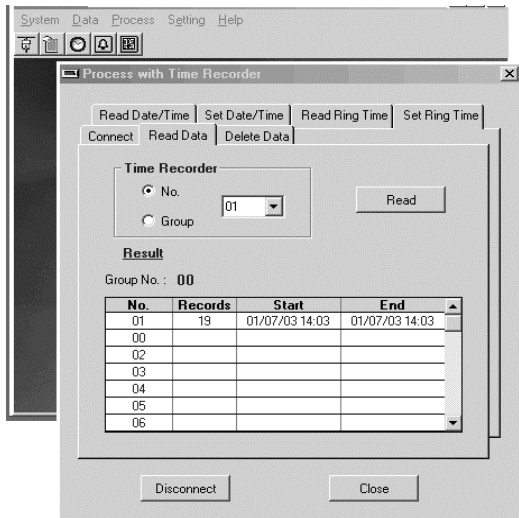 System Data Process Setting Help
Process with Time Recorder
Read Date/Time Set Date/Time Read Ring Time Set Ring Time
Connect Read Data Delete Data
Time Recorder
No.
01
Group
Read
Result
Group No. : 00
No. Records Start End
01 19 01/07/03 14:03 01/07/03 14:03
00
02
03
04
05
06
Disconnect Close